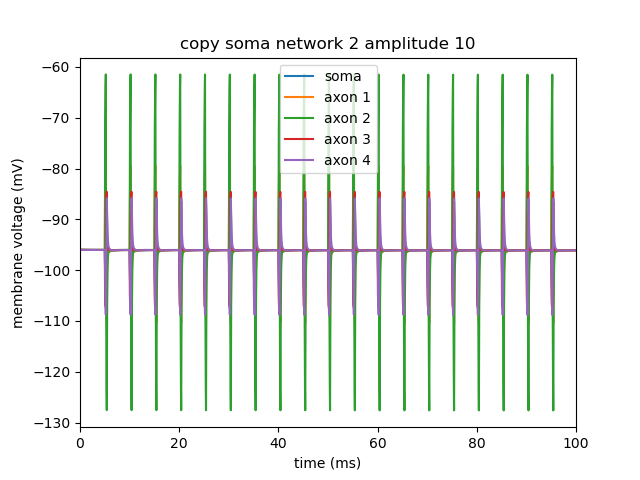 copy soma network 2 amplitude 10
membrane voltage (mV)
−60
−70
−80
−90
−100
−110
−120
−130
soma
axon 1
axon 2
axon 3
axon 4
0 20 40 60 80 100
time (ms)